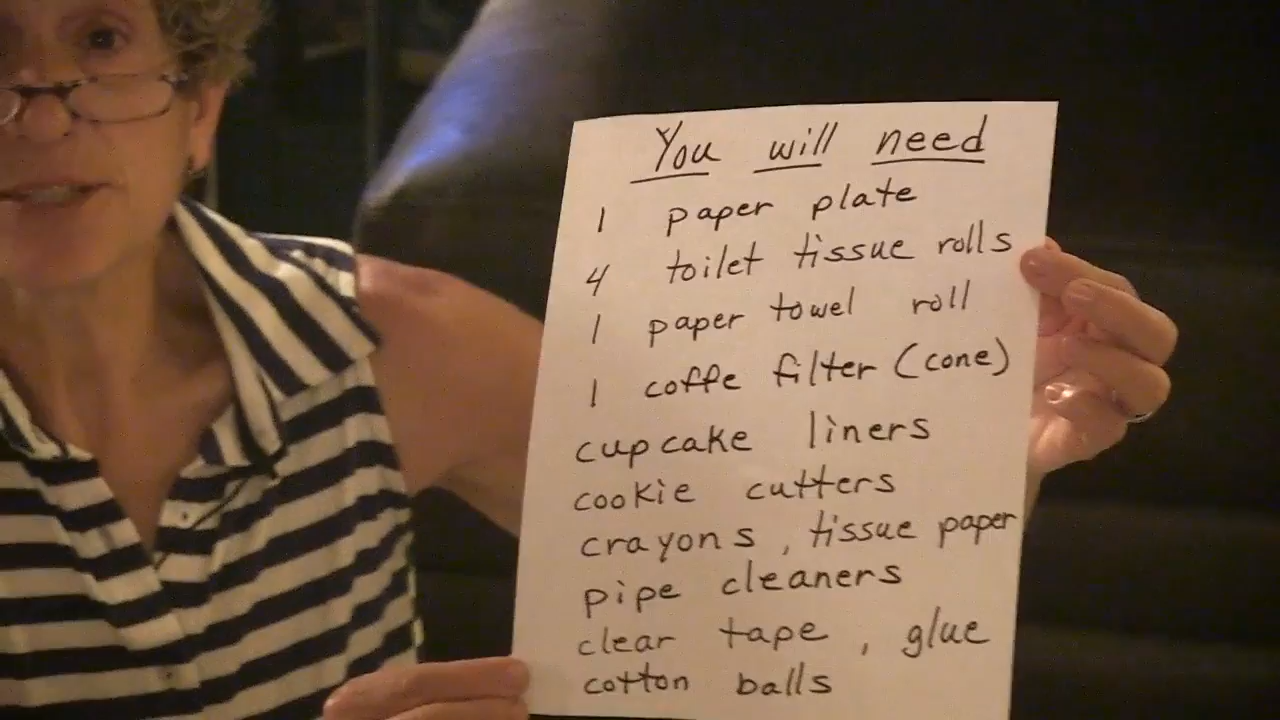 You will need
1 paper plate
4 toilet tissue rolls
1 paper towel roll
1 coffe filter (cone)
cupcake liners
cookie cutters
crayons, tissue paper
pipe cleaners
clear tape, glue
cotton balls